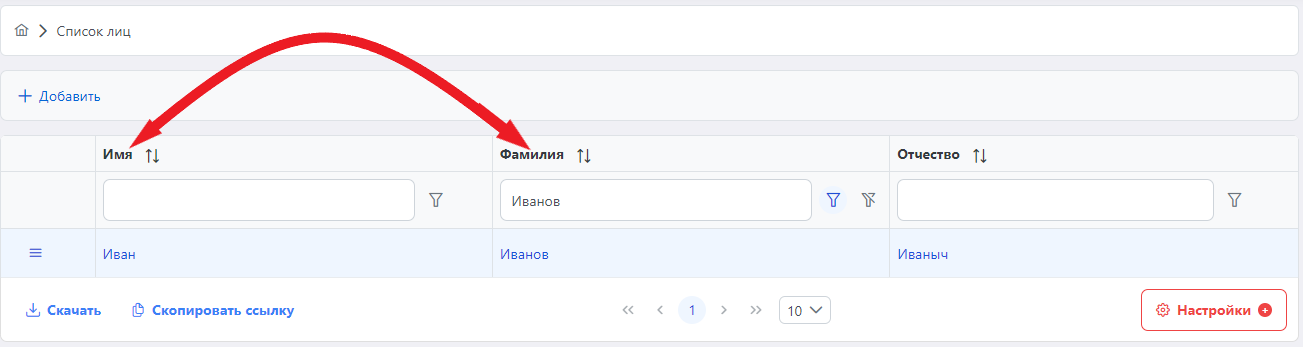 Список лиц
Добавить
Имя Фамилия Отчество
Иванов
Иван Иванов Иваныч
Скачать Скопировать ссылку 1 10 Настройки